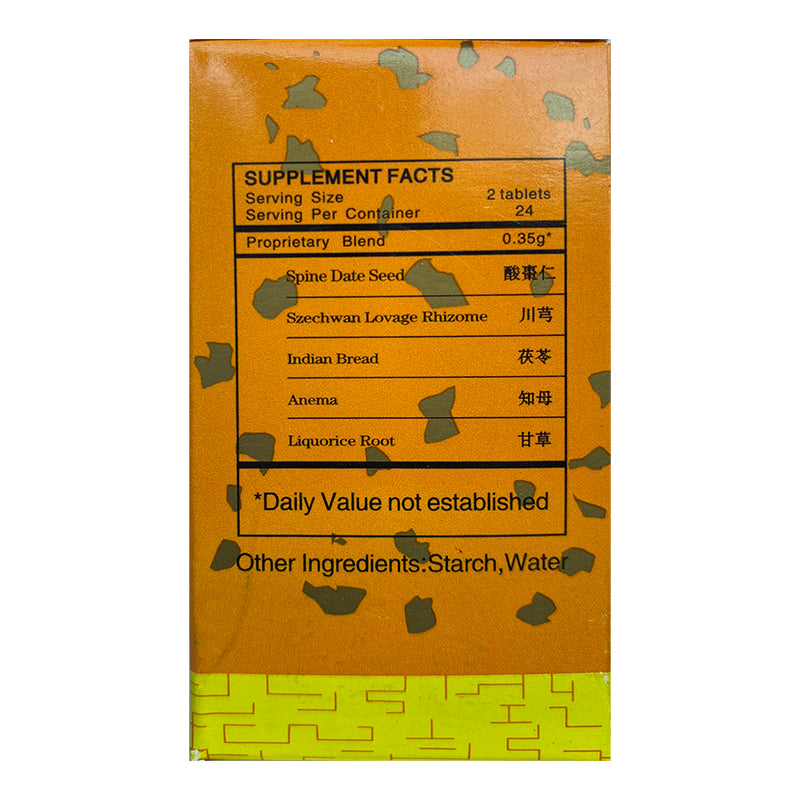 SUPPLEMENT FACTS
Serving Size 2 tablets
Serving Per Container 24
Proprietary Blend 0.35g*
Spine Date Seed 酸棗仁
Szechwan Lovage Rhizome 川芎
Indian Bread 茯苓
Anema 知母
Liquorice Root 甘草
*Daily Value not established
Other Ingredients:Starch,Water